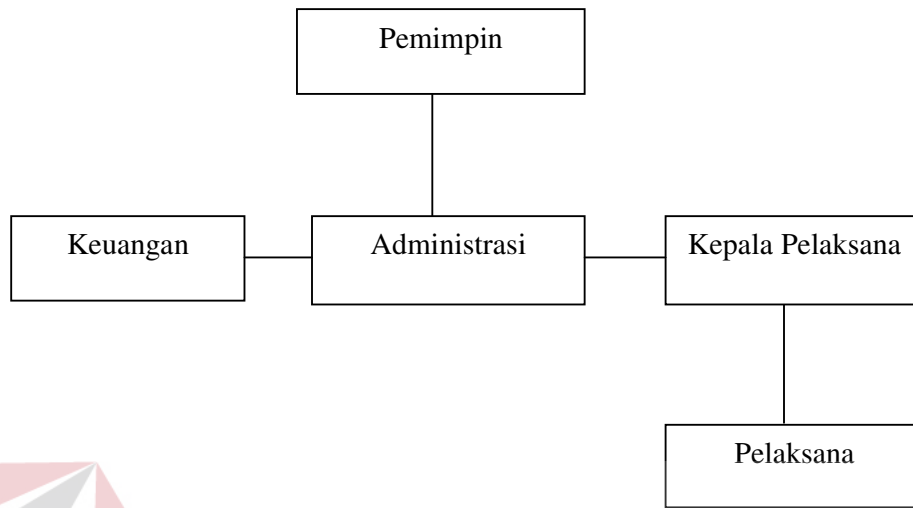 Pemimpin
Keuangan
Administrasi
Kepala Pelaksana
Pelaksana